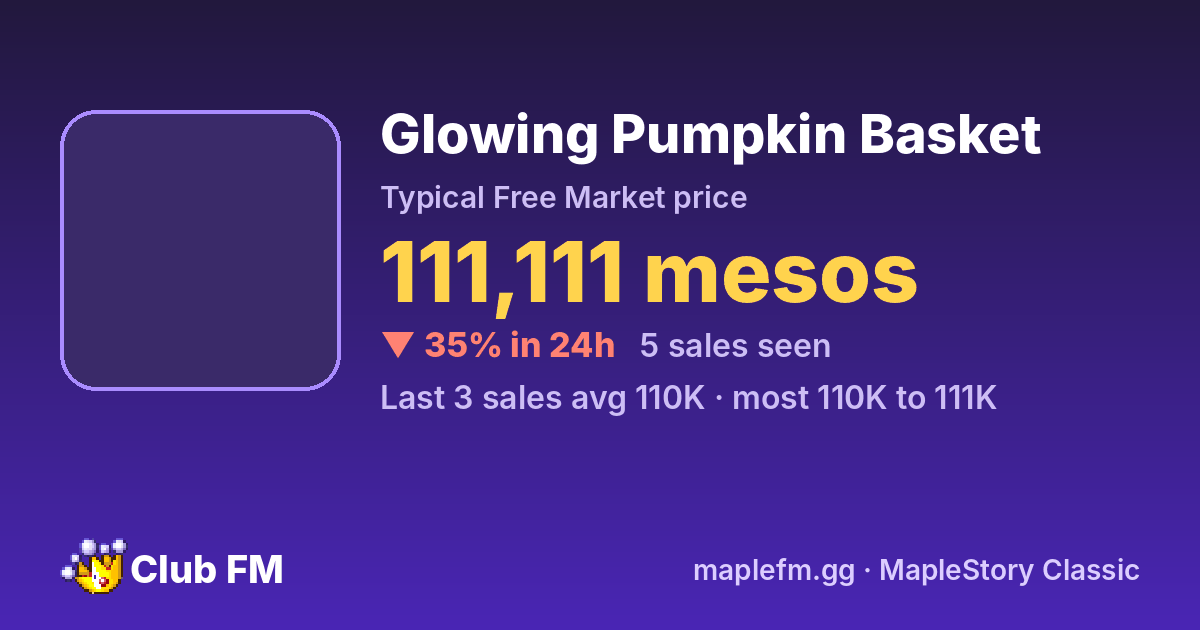 Glowing Pumpkin Basket
Typical Free Market price
111,111 mesos
▼ 35% in 24h 5 sales seen
Last 3 sales avg 110K · most 110K to 111K
Club FM
maplefm.gg · MapleStory Classic